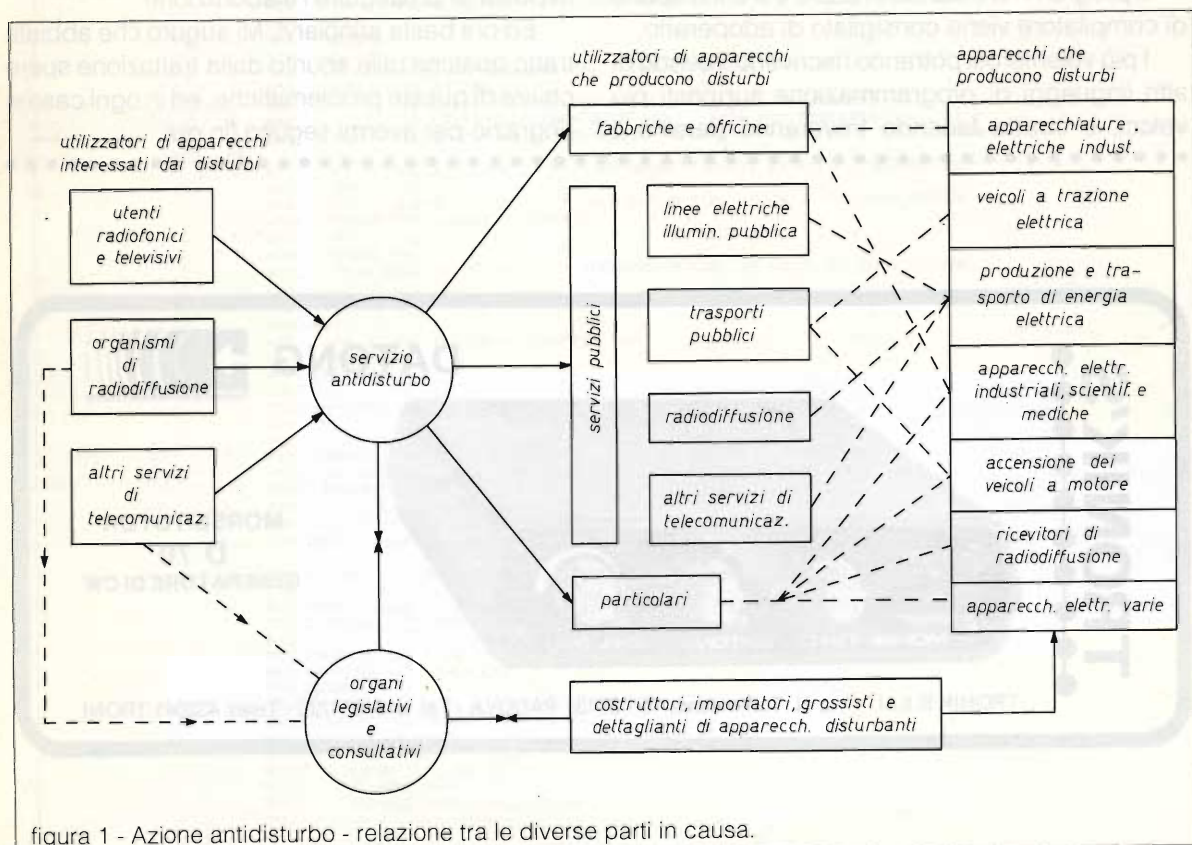 utilizzatori di apparecchi
interessati dai disturbi
utenti
radiofonici
e televisivi
organismi
di
radiodiffusione
altri servizi
di
telecomunicaz.
servizio
antidisturbo
organi
legislativi
e
consultativi
utilizzatori di apparecchi
che producono disturbi
fabbriche e officine
servizi pubblici
linee elettriche
illumin. pubblica
trasporti
pubblici
radiodiffusione
altri servizi di
telecomunicaz.
particolari
costruttori, importatori, grossisti e
dettaglianti di apparecch. disturbanti
apparecchi che
producono disturbi
apparecchiature
elettriche indust.
veicoli a trazione
elettrica
produzione e tra-
sporto di energia
elettrica
apparecch. elettr.
industriali, scientif. e
mediche
accensione dei
veicoli a motore
ricevitori di
radiodiffusione
apparecch. elettr. varie
figura 1 - Azione antidisturbo - relazione tra le diverse parti in causa.